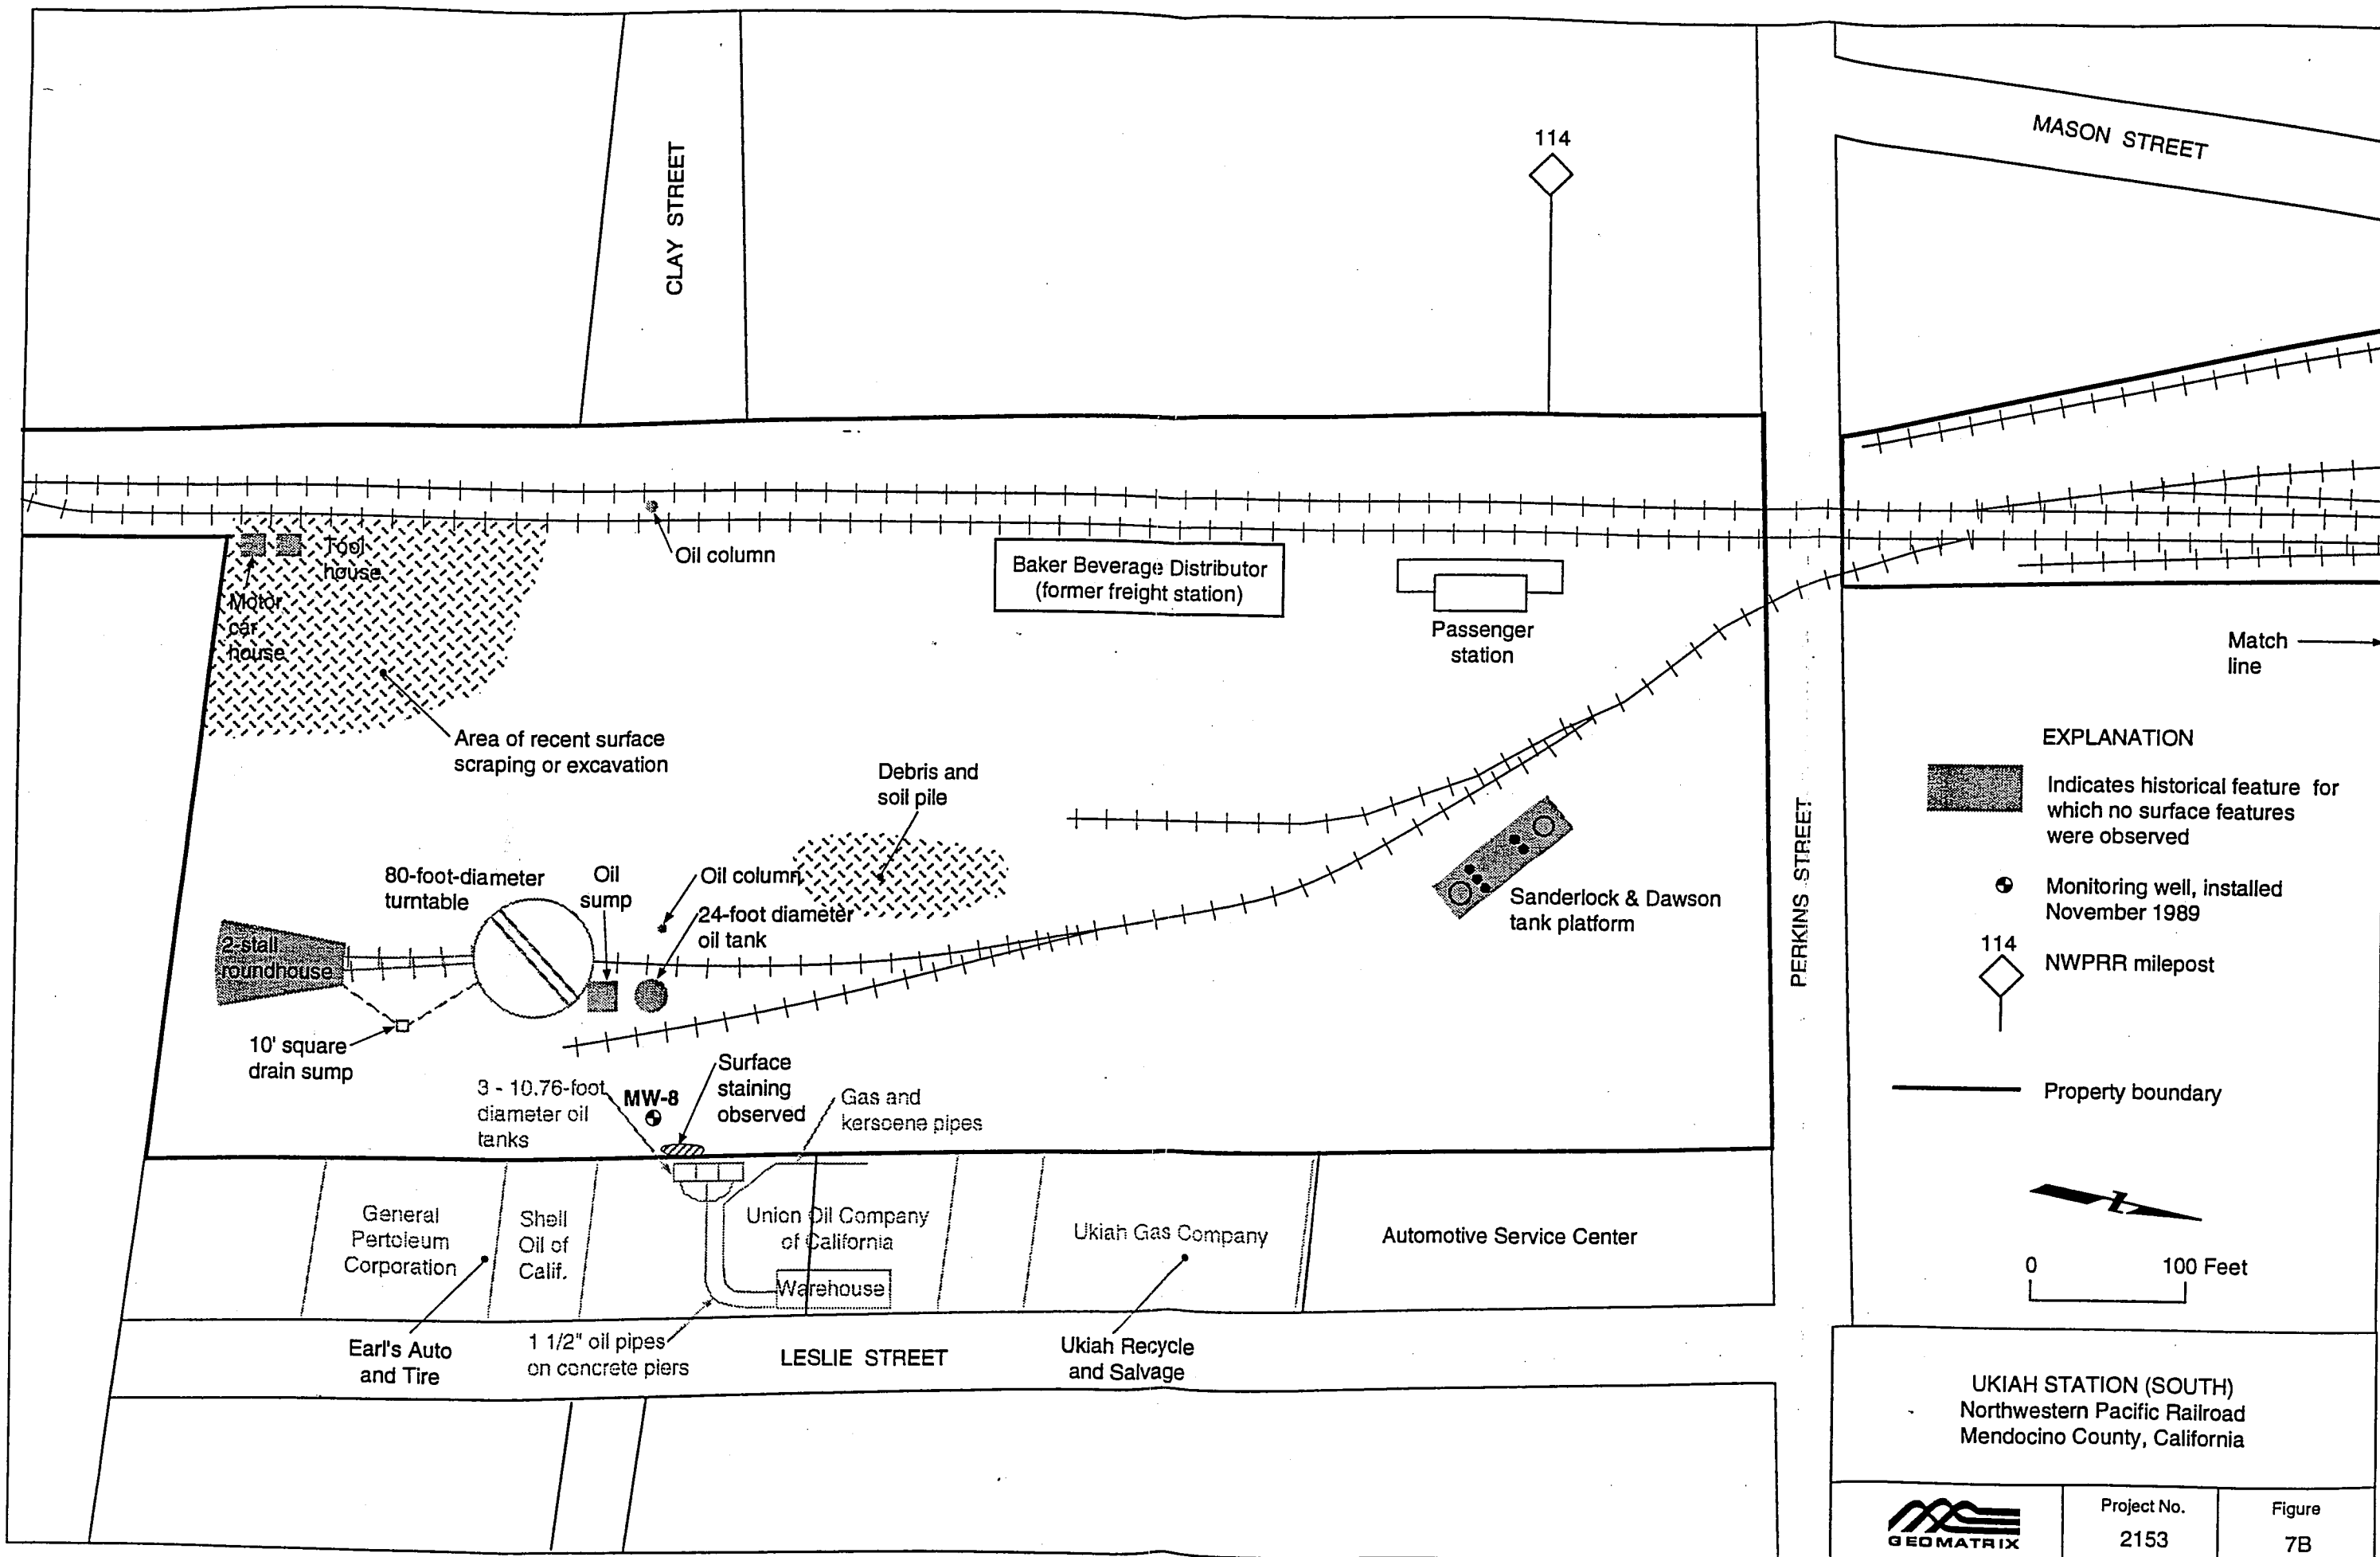 CLAY STREET
114
MASON STREET
Oil column
Baker Beverage Distributor
(former freight station)
Passenger
station
Tool
house
Motor
car
house
Area of recent surface
scraping or excavation
Debris and
soil pile
Match
line
EXPLANATION
Indicates historical feature for
which no surface features
were observed
Monitoring well, installed
November 1989
114
NWPRR milepost
Property boundary
80-foot-diameter
turntable
Oil
sump
Oil column
24-foot diameter
oil tank
2-stall
roundhouse
10' square
drain sump
Sanderlock & Dawson
tank platform
PERKINS STREET
3 - 10.76-foot
diameter oil
tanks
MW-8
Surface
staining
observed
Gas and
kerscene pipes
General
Pertoleum
Corporation
Shell
Oil of
Calif.
Union Oil Company
of California
Warehouse
Ukiah Gas Company
Automotive Service Center
Earl's Auto
and Tire
1 1/2" oil pipes
on concrete piers
LESLIE STREET
Ukiah Recycle
and Salvage
Z
0 100 Feet
UKIAH STATION (SOUTH)
Northwestern Pacific Railroad
Mendocino County, California
GEOMATRIX
Project No.
2153
Figure
7B